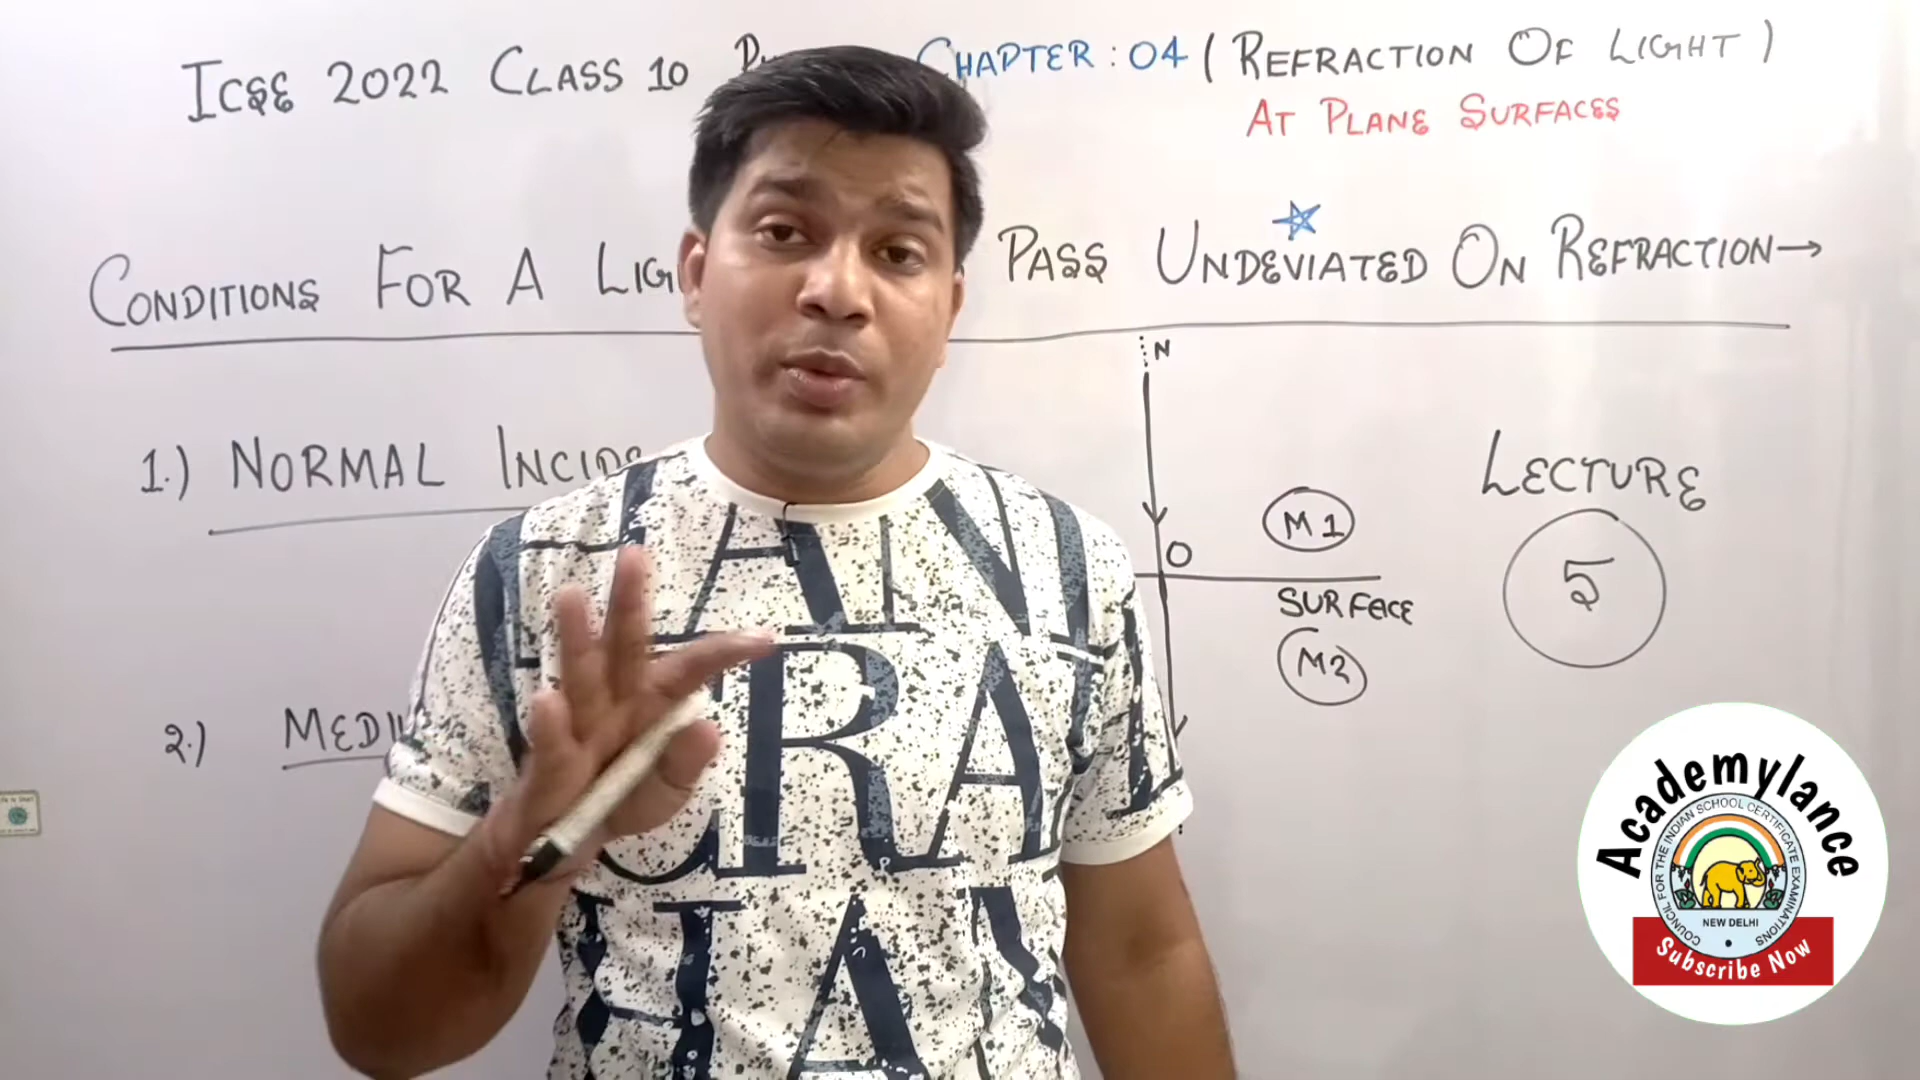 ICSE 2022 CLASS 10 CHAPTER : 04 ( REFRACTION OF LIGHT )
AT PLANE SURFACES
CONDITIONS FOR A PASS UNDEVIATED ON REFRACTION→
N
1.) NORMAL
LECTURE
5
M1
O
SURFACE
M2
2.)
Academylance
COUNCIL FOR THE INDIAN SCHOOL CERTIFICATE EXAMINATIONS
NEW DELHI
Subscribe Now